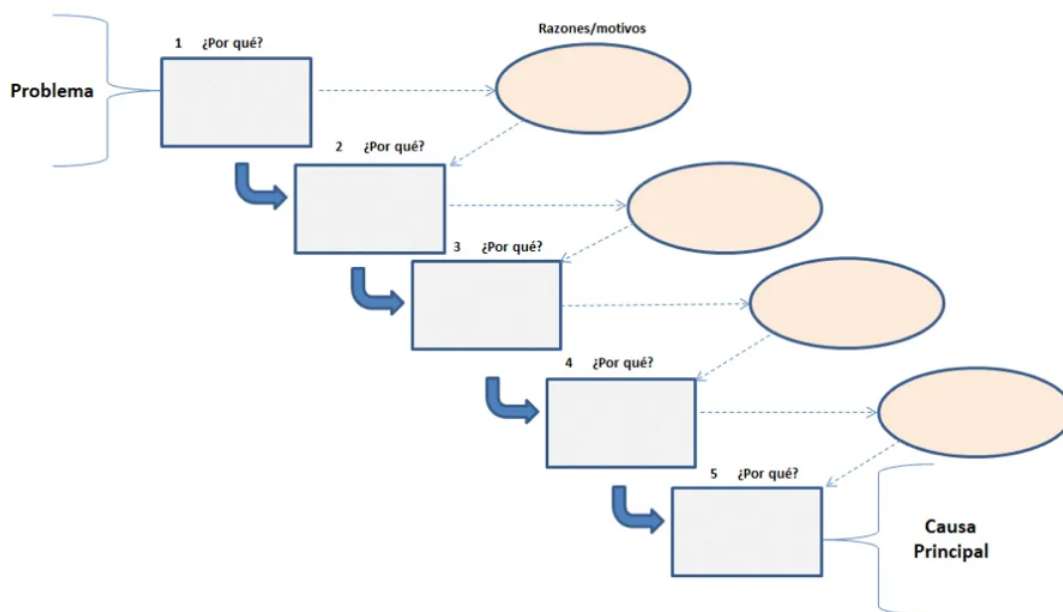 Razones/motivos
1 ¿Por qué?
Problema
2 ¿Por qué?
3 ¿Por qué?
4 ¿Por qué?
5 ¿Por qué?
Causa
Principal